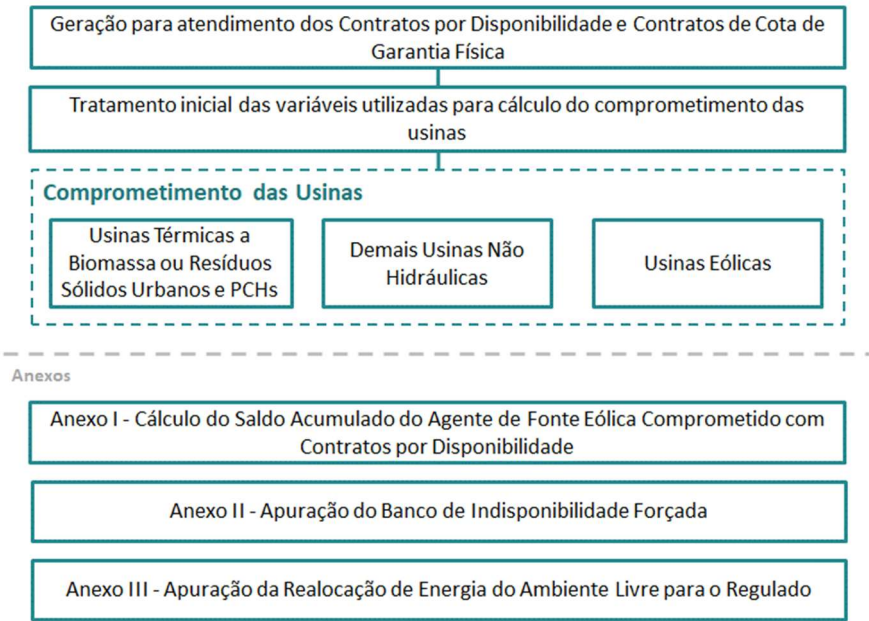 Geração para atendimento dos Contratos por Disponibilidade e Contratos de Cota de
Garantia Física
Tratamento inicial das variáveis utilizadas para cálculo do comprometimento das
usinas
Comprometimento das Usinas
Usinas Térmicas a
Biomassa ou Resíduos
Sólidos Urbanos e PCHs
Demais Usinas Não
Hidráulicas
Usinas Eólicas
Anexos
Anexo I - Cálculo do Saldo Acumulado do Agente de Fonte Eólica Comprometido com
Contratos por Disponibilidade
Anexo II - Apuração do Banco de Indisponibilidade Forçada
Anexo III - Apuração da Realocação de Energia do Ambiente Livre para o Regulado